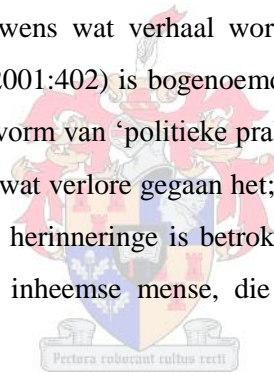 wens wat verhaal wor
2001:402) is bogenoemd
vorm van ‘politieke pra
wat verlore gegaan het;
herinneringe is betrok
inheemse mense, die
Pectora roborant cultus recti